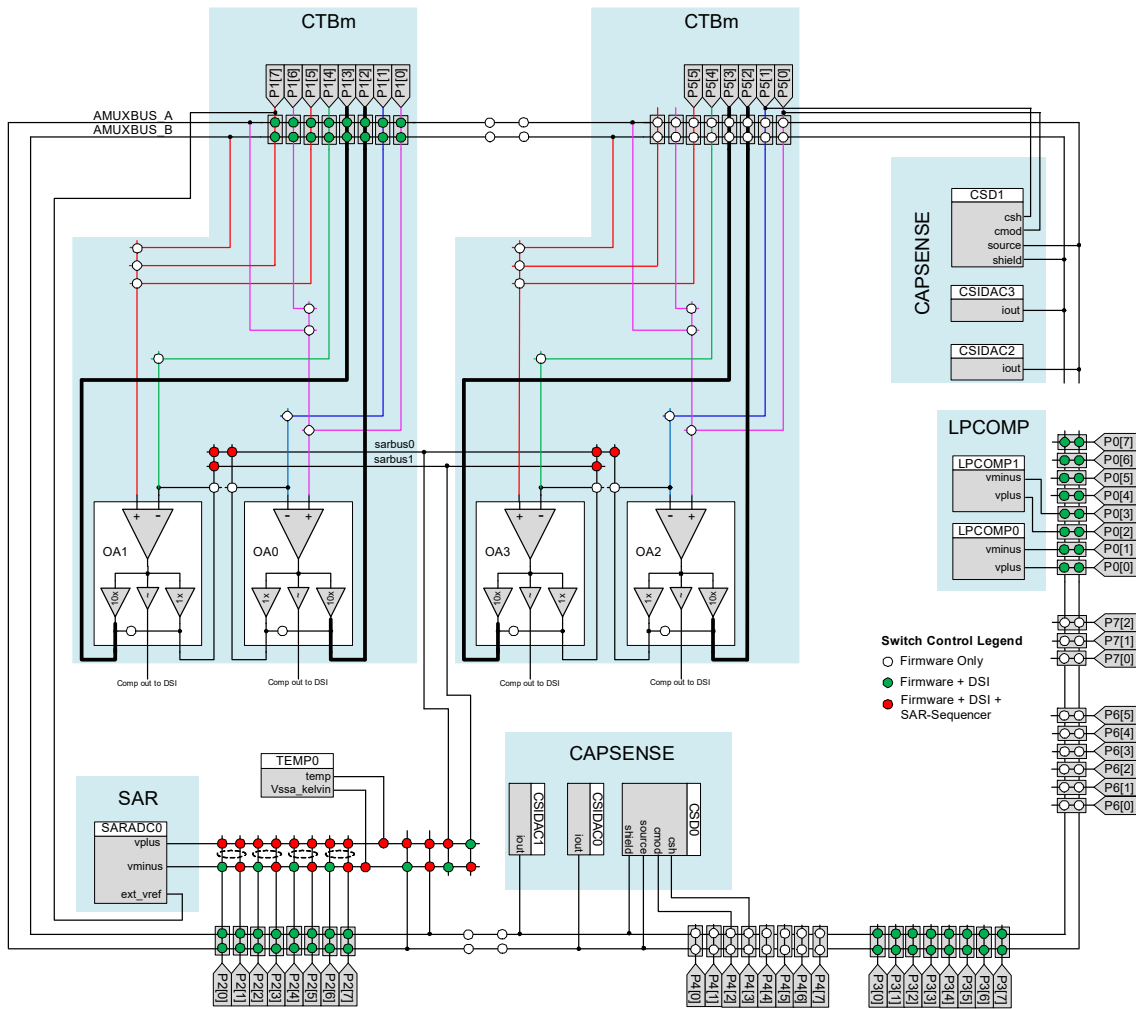 CTBm
CTBm
P1[7]
P1[6]
P1[5]
P1[4]
P1[3]
P1[2]
P1[1]
P1[0]
P5[5]
P5[4]
P5[3]
P5[2]
P5[1]
P5[0]
AMUXBUS_A
AMUXBUS_B
CAPSENSE
CSD1
csh
cmod
source
shield
CSIDAC3
iout
CSIDAC2
iout
LPCOMP
LPCOMP1
vminus
vplus
LPCOMP0
vminus
vplus
P0[7]
P0[6]
P0[5]
P0[4]
P0[3]
P0[2]
P0[1]
P0[0]
P7[2]
P7[1]
P7[0]
P6[5]
P6[4]
P6[3]
P6[2]
P6[1]
P6[0]
sarbus0
sarbus1
+ -
OA1
10x
~
1x
- +
OA0
1x
~
10x
+ -
OA3
10x
~
1x
- +
OA2
1x
~
10x
Comp out to DSI
Comp out to DSI
Comp out to DSI
Comp out to DSI
Switch Control Legend
Firmware Only
Firmware + DSI
Firmware + DSI +
SAR-Sequencer
TEMP0
temp
Vssa_kelvin
SAR
SARADC0
vplus
vminus
ext_vref
CAPSENSE
CSIDAC1
iout
CSIDAC0
iout
CSD0
shield
source
cmod
csh
P2[0]
P2[1]
P2[2]
P2[3]
P2[4]
P2[5]
P2[6]
P2[7]
P4[0]
P4[1]
P4[2]
P4[3]
P4[4]
P4[5]
P4[6]
P4[7]
P3[0]
P3[1]
P3[2]
P3[3]
P3[4]
P3[5]
P3[6]
P3[7]